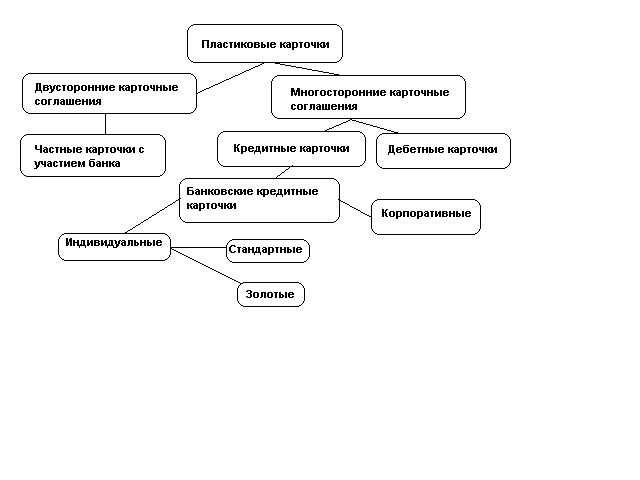 Пластиковые карточки
Двусторонние карточные
соглашения
Многосторонние карточные
соглашения
Частные карточки с
участием банка
Кредитные карточки
Дебетные карточки
Банковские кредитные
карточки
Корпоративные
Индивидуальные
Стандартные
Золотые